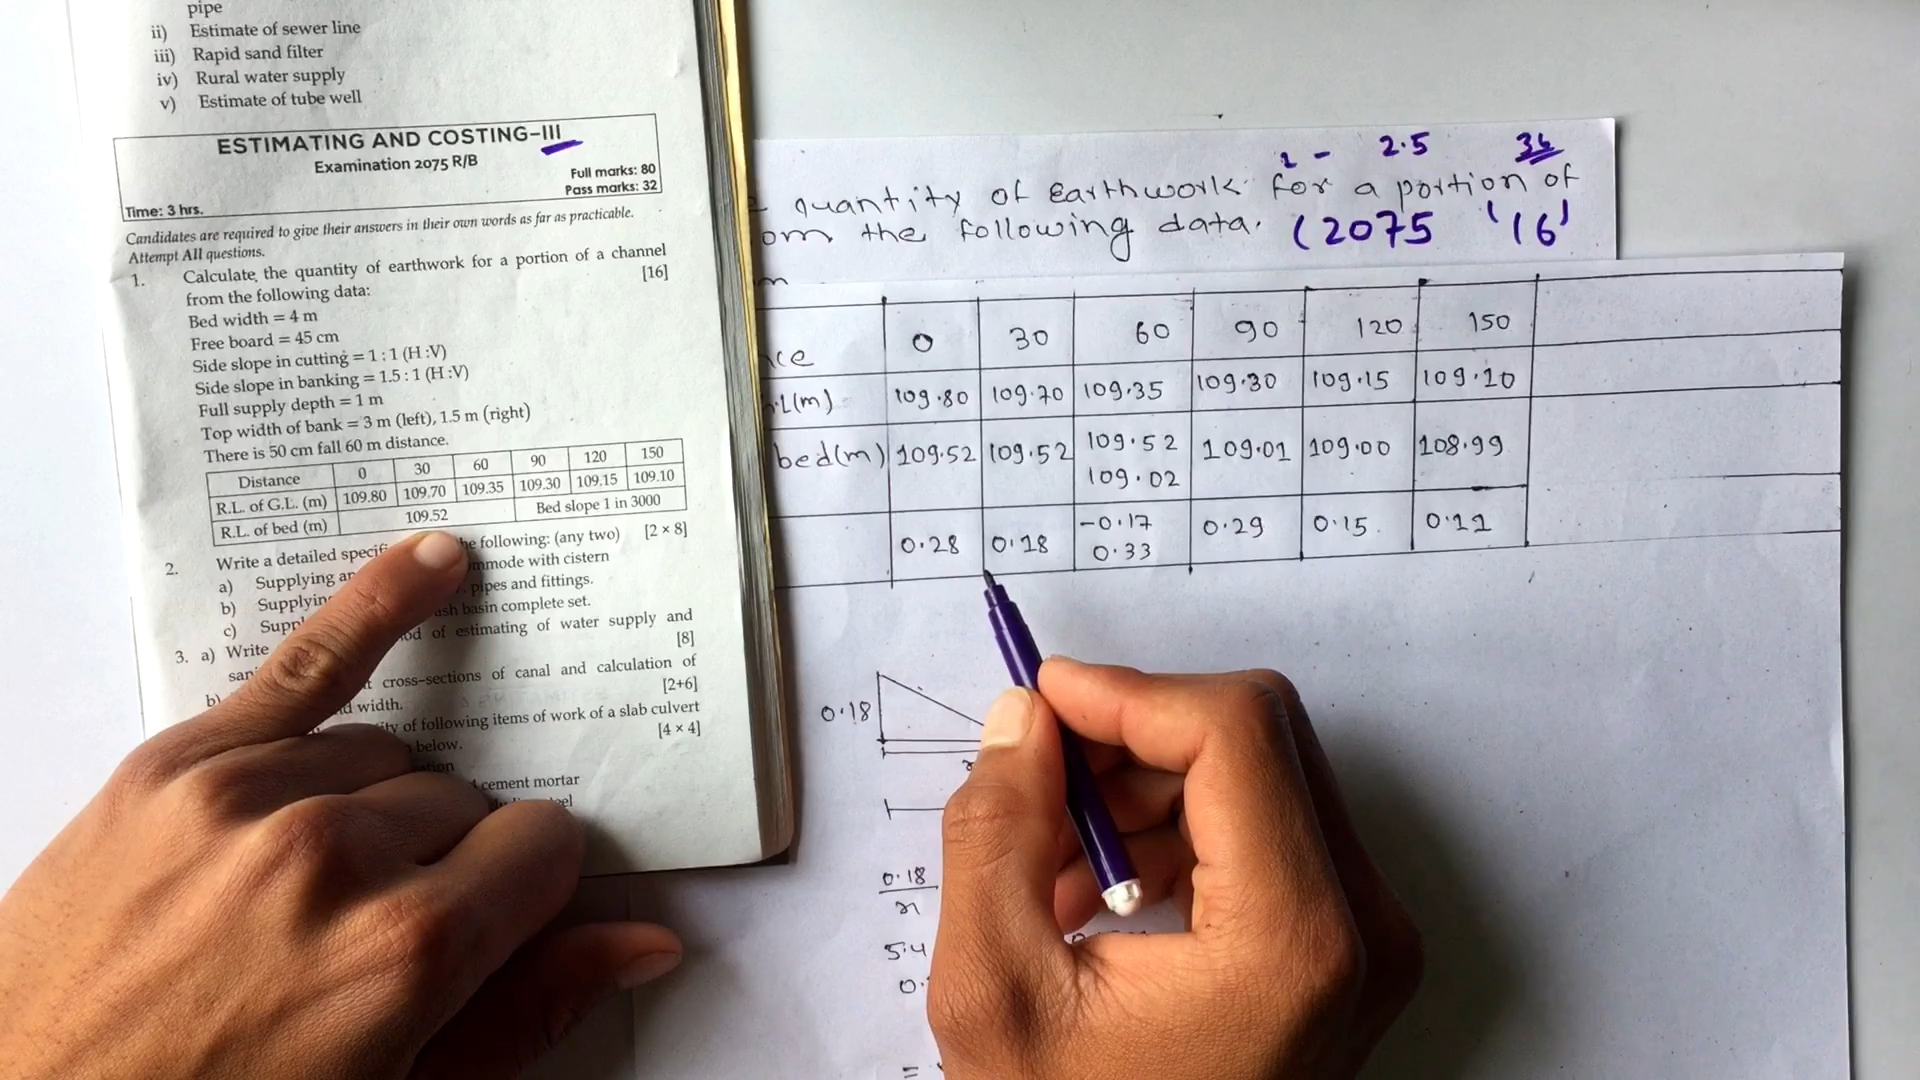 pipe
ii) Estimate of sewer line
iii) Rapid sand filter
iv) Rural water supply
v) Estimate of tube well
ESTIMATING AND COSTING-III
Examination 2075 R/B
Full marks: 80
Pass marks: 32
Time: 3 hrs.
Candidates are required to give their answers in their own words as far as practicable.
Attempt All questions.
1. Calculate the quantity of earthwork for a portion of a channel
from the following data: [16]
Bed width = 4 m
Free board = 45 cm
Side slope in cutting = 1 : 1 (H :V)
Side slope in banking = 1.5 : 1 (H :V)
Full supply depth = 1 m
Top width of bank = 3 m (left), 1.5 m (right)
There is 50 cm fall 60 m distance.
Distance 0 30 60 90 120 150
R.L. of G.L. (m) 109.80 109.70 109.35 109.30 109.15 109.10
R.L. of bed (m) 109.52 Bed slope 1 in 3000
2. Write a detailed following: (any two) [2 × 8]
a) Supplying commode with cistern
b) pipes and fittings.
c) basin complete set.
3. a) Write of estimating of water supply and
[8]
b) cross-sections of canal and calculation of
width. [2+6]
of following items of work of a slab culvert
below. [4 × 4]
cement mortar
2.5 36
quantity of Earthwork for a portion of
the following data. (2075 '16'
m
0 30 60 90 120 150
(m) 109.80 109.70 109.35 109.30 109.15 109.10
bed(m) 109.52 109.52 109.52 109.01 109.00 108.99
109.02
0.28 0.18 -0.17 0.29 0.15 0.11
0.33
0.18
0.18
x
5.4
0.
=